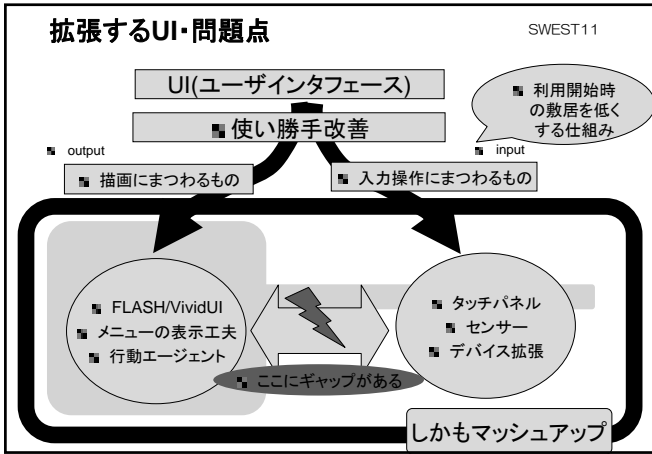 拡張するUI・問題点
SWEST11
UI(ユーザインタフェース)
使い勝手改善
利用開始時
の敷居を低く
する仕組み
output
input
描画にまつわるもの
入力操作にまつわるもの
FLASH/VividUI
メニューの表示工夫
行動エージェント
タッチパネル
センサー
デバイス拡張
ここにギャップがある
しかもマッシュアップ